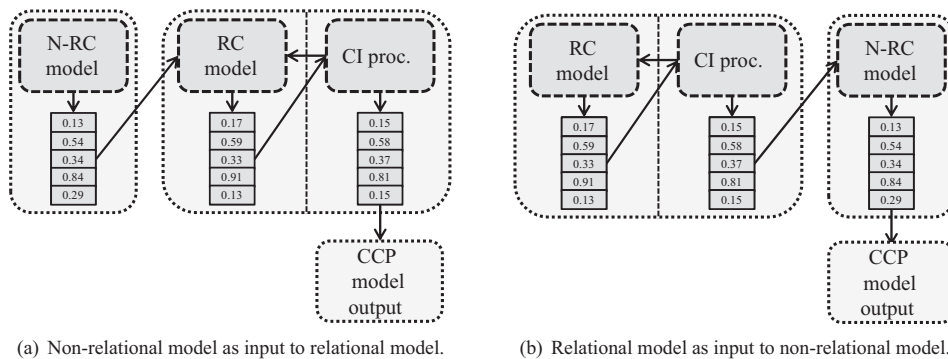 N-RC
model
0.13
0.54
0.34
0.84
0.29
RC
model
0.17
0.59
0.33
0.91
0.13
CI proc.
0.15
0.58
0.37
0.81
0.15
CCP
model
output
(a) Non-relational model as input to relational model.
RC
model
0.17
0.59
0.33
0.91
0.13
CI proc.
0.15
0.58
0.37
0.81
0.15
N-RC
model
0.13
0.54
0.34
0.84
0.29
CCP
model
output
(b) Relational model as input to non-relational model.